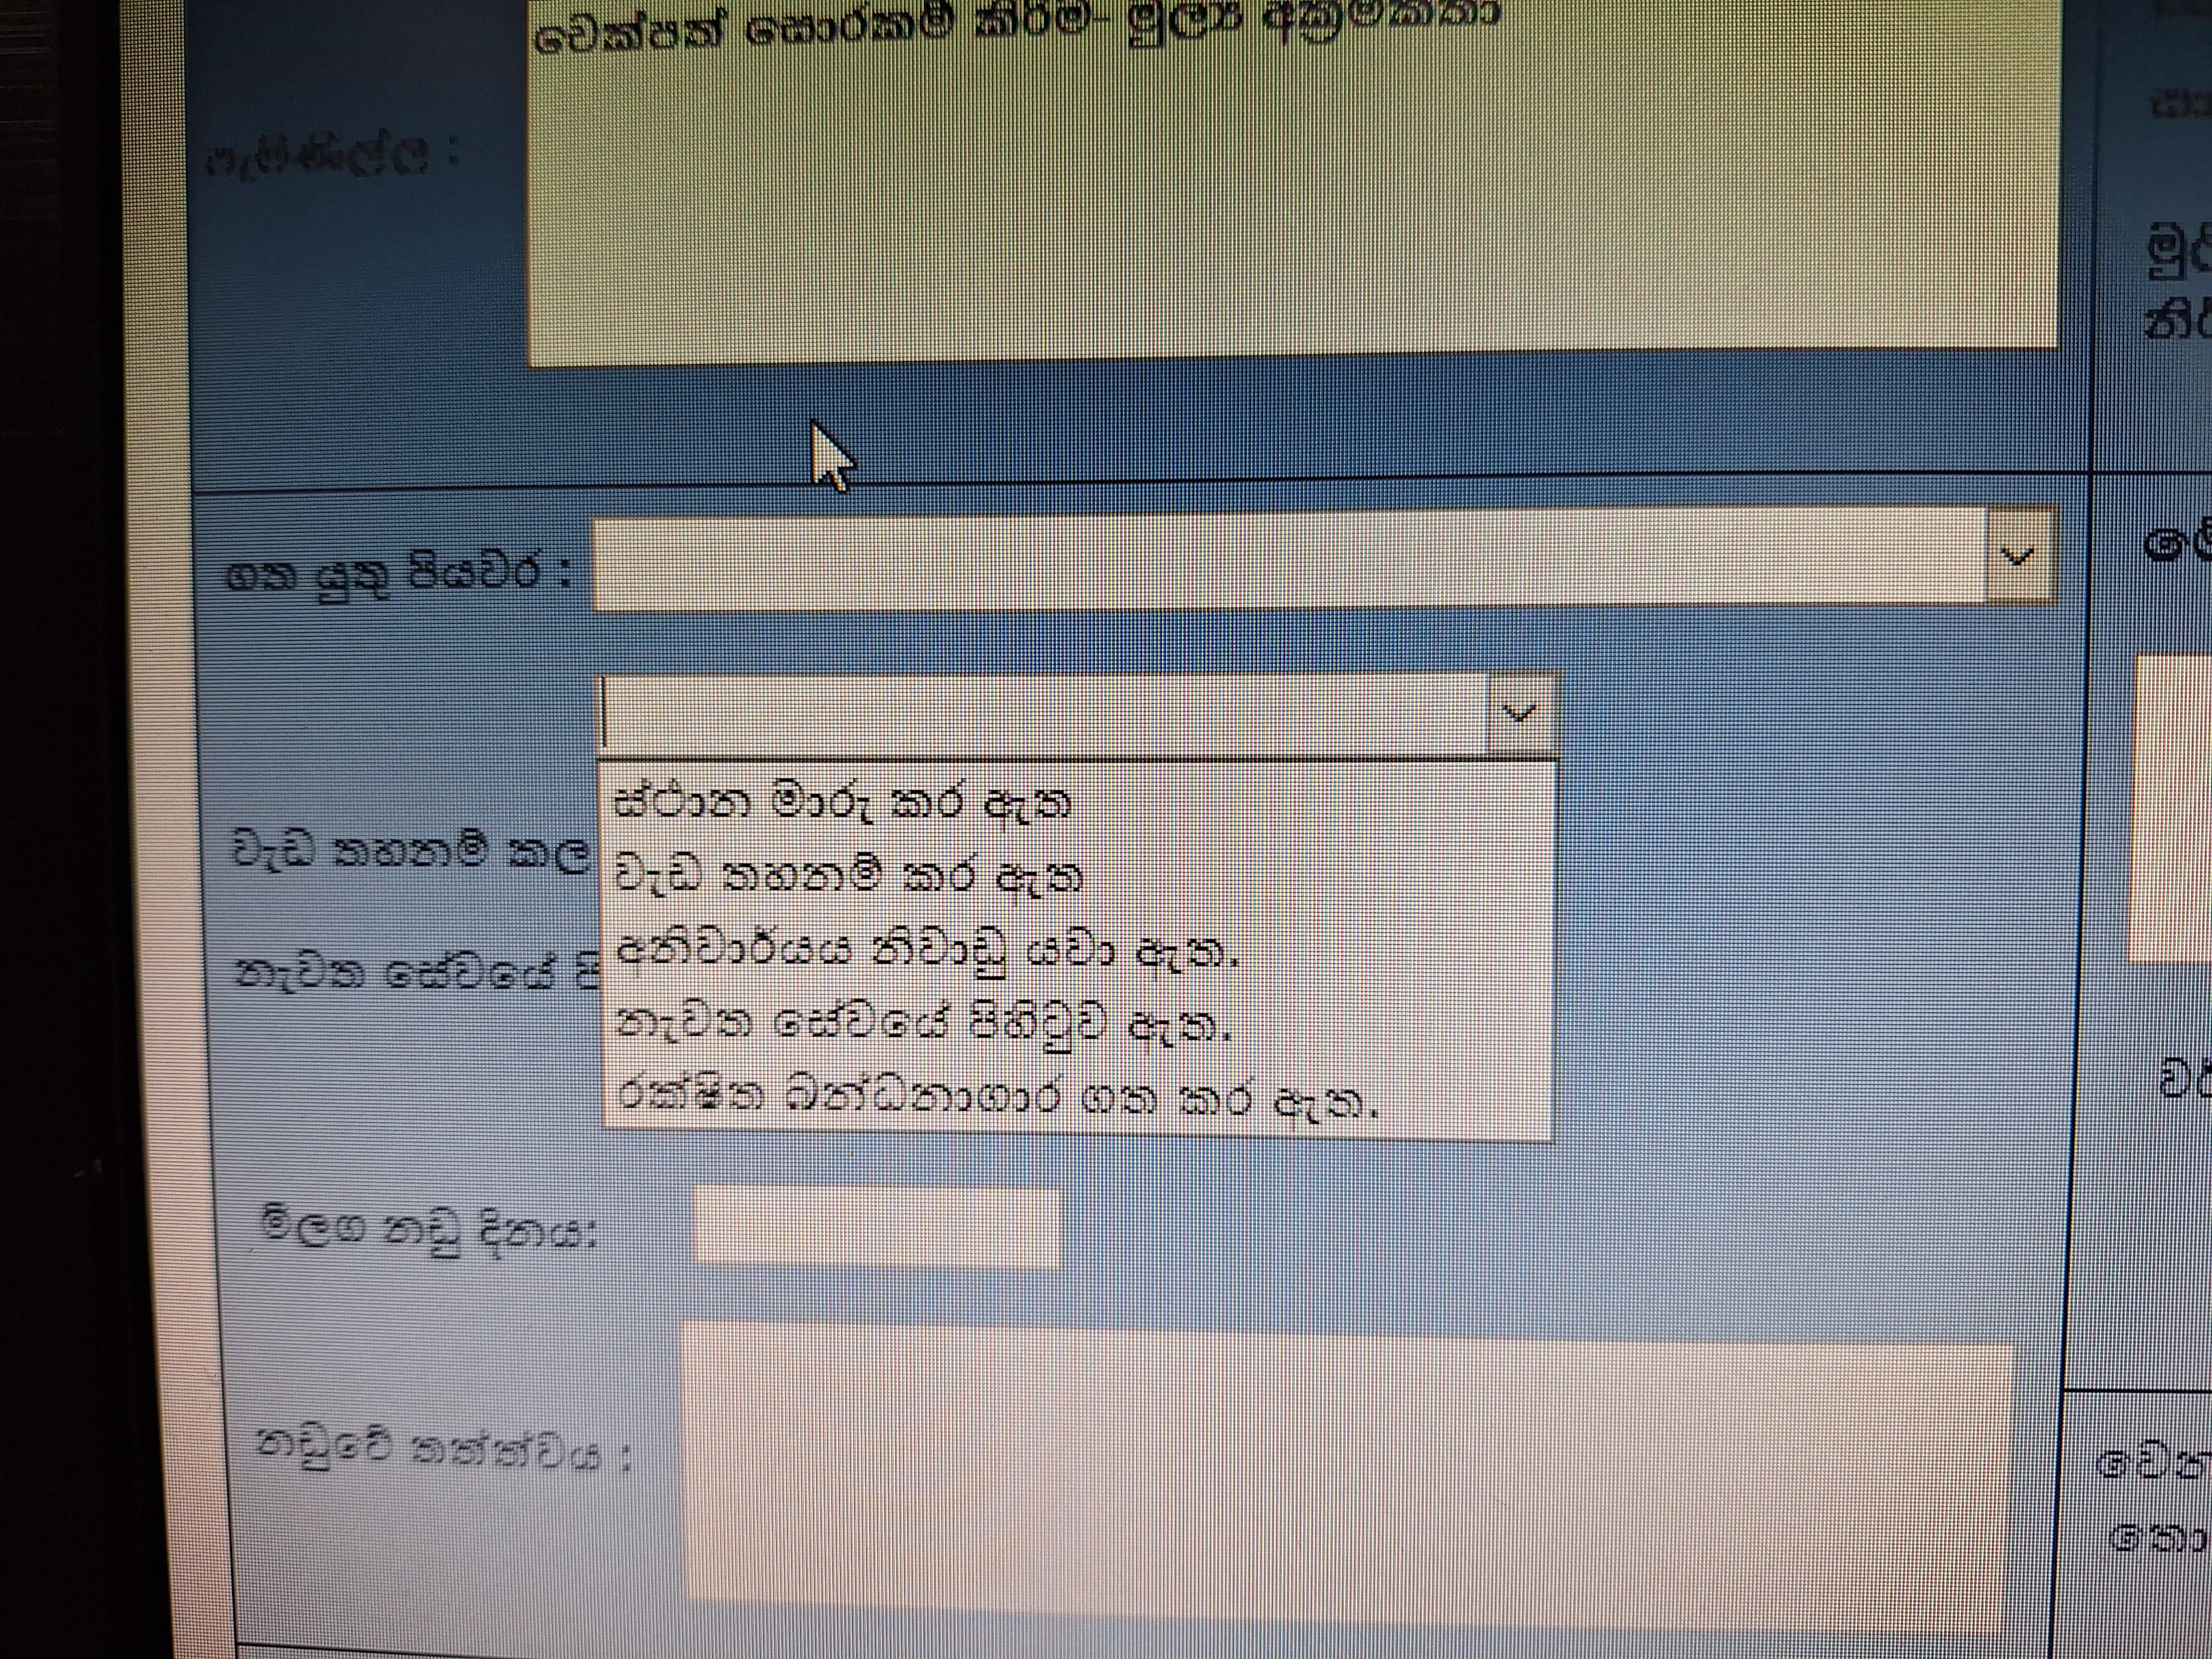 චෙක්පත් සොරකම් කිරීම- මුල්‍ය අක්‍රමිකතා
පැමිණිල්ල :
ගත යුතු පියවර :
ස්ථාන මාරු කර ඇත
වැඩ තහනම් කල
වැඩ තහනම් කර ඇත
අනිවාර්යය නිවාඩු යවා ඇත.
නැවත සේවයේ පි
නැවත සේවයේ පිහිටුව ඇත.
රක්ෂිත බන්ධනාගාර ගත කර ඇත.
මීලග නඩු දිනය:
නඩුවේ තත්ත්වය :